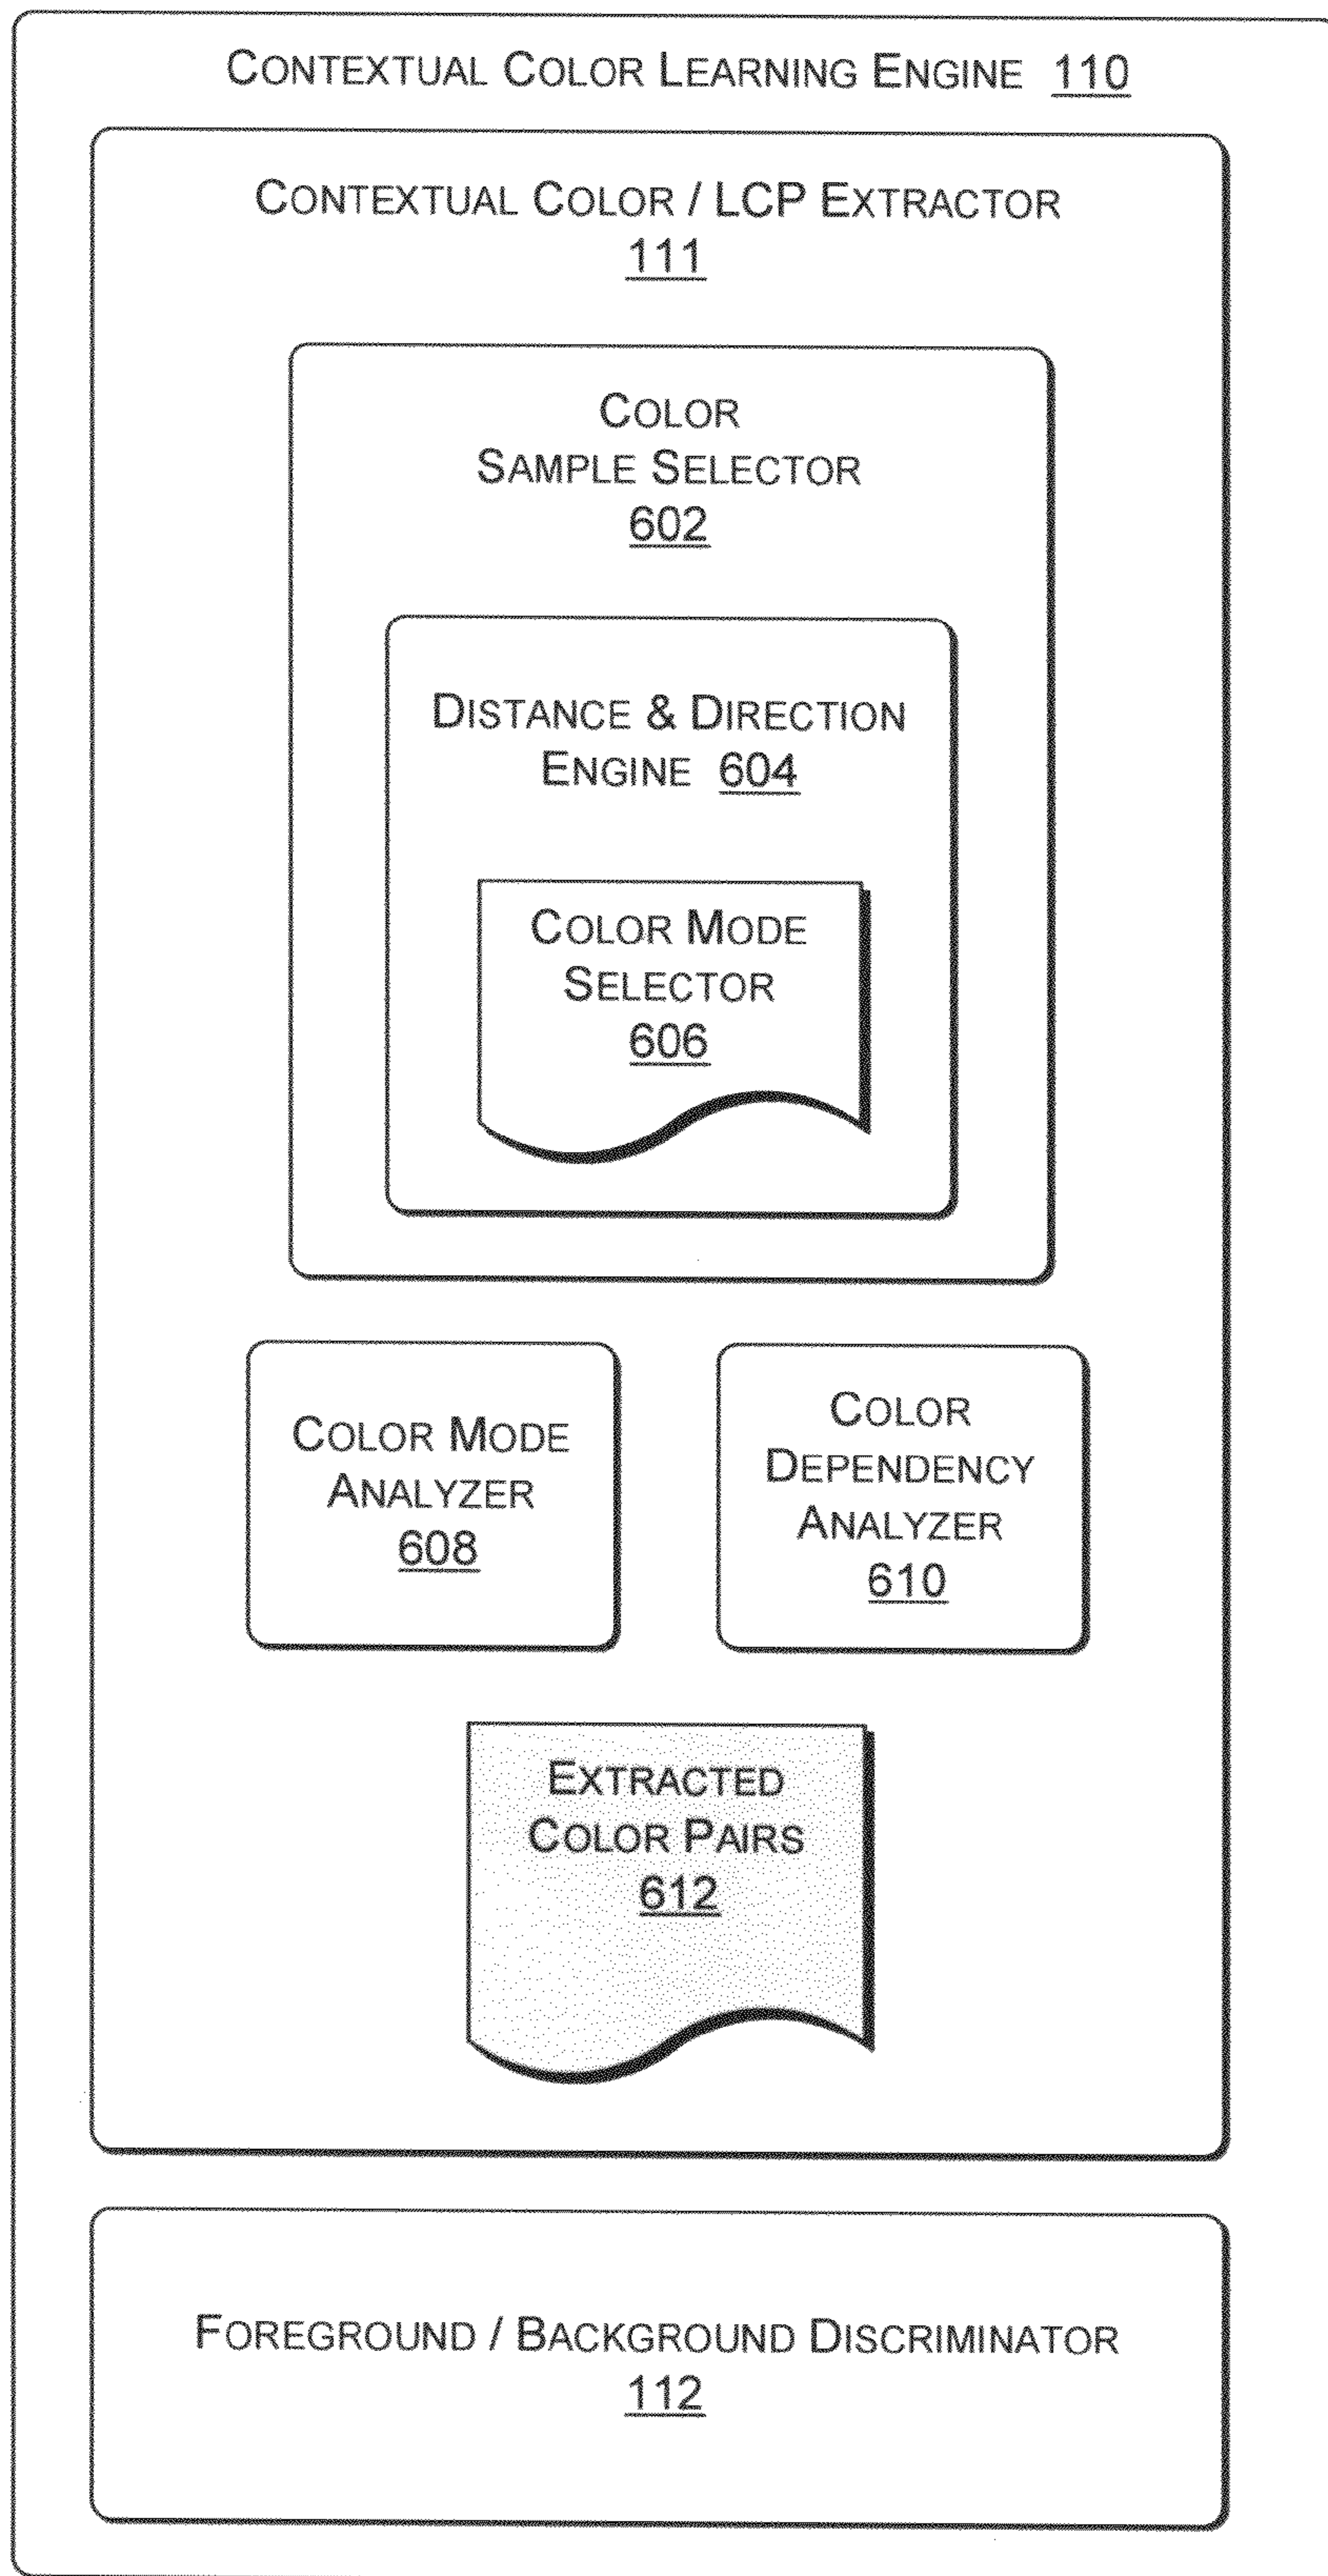 CONTEXTUAL COLOR LEARNING ENGINE 110
CONTEXTUAL COLOR / LCP EXTRACTOR
111
COLOR
SAMPLE SELECTOR
602
DISTANCE & DIRECTION
ENGINE 604
COLOR MODE
SELECTOR
606
COLOR MODE
ANALYZER
608
COLOR
DEPENDENCY
ANALYZER
610
EXTRACTED
COLOR PAIRS
612
FOREGROUND / BACKGROUND DISCRIMINATOR
112